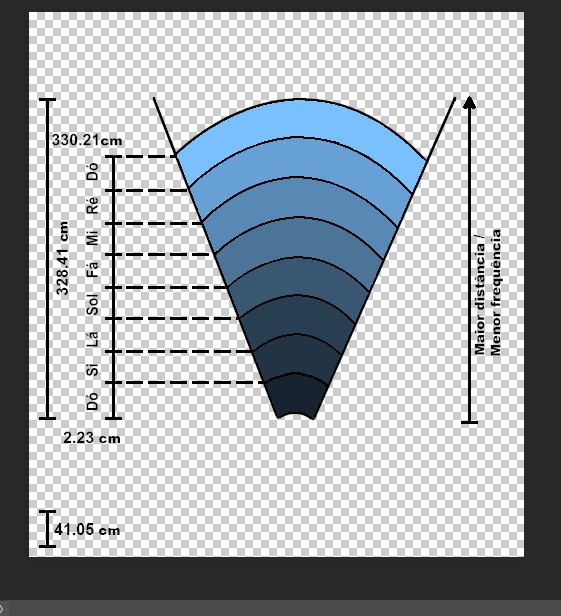 330.21cm
Dó
Ré
Mi
Fá
Sol
Lá
Si
Dó
328.41 cm
2.23 cm
41.05 cm
Maior distância /
Menor frequência